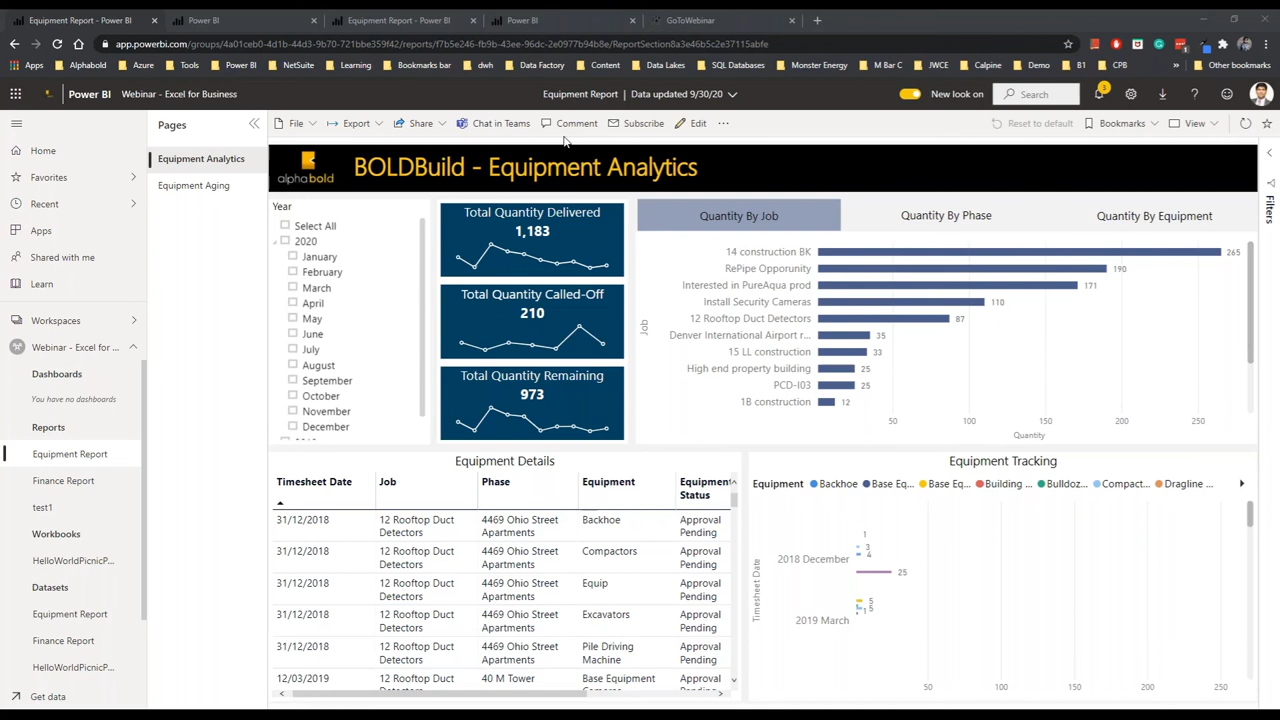 Equipment Report - Power BI
Power BI
Equipment Report - Power BI
Power BI
GoToWebinar
app.powerbi.com/groups/4a01ceb0-4d1b-44d3-9b70-721bbe359f42/reports/f7b5e246-fb9b-43ee-96dc-2e0977b94b8e/ReportSection8a3e46b5c2e37115abfe
Apps Alphabold Azure Tools Power BI NetSuite Learning Bookmarks bar dwh Data Factory Content Data Lakes SQL Databases Monster Energy M Bar C JWCE Calpine Demo B1 CPB » Other bookmarks
Power BI Webinar - Excel for Business Equipment Report | Data updated 9/30/20 New look on Search 3
Pages
File Export Share Chat in Teams Comment Subscribe Edit Reset to default Bookmarks View
Home
Favorites
Recent
Apps
Shared with me
Learn
Workspaces
Webinar - Excel for ...
Dashboards
You have no dashboards
Reports
Equipment Report
Finance Report
test1
Workbooks
HelloWorldPicnicP...
Datasets
Equipment Report
Finance Report
HelloWorldPicnicP...
Get data
Equipment Analytics
Equipment Aging
alphabold
BOLDBuild - Equipment Analytics
Filters
Year
Select All
2020
January
February
March
April
May
June
July
August
September
October
November
December
Total Quantity Delivered
1,183
Total Quantity Called-Off
210
Total Quantity Remaining
973
Quantity By Job Quantity By Phase Quantity By Equipment
Job
14 construction BK 265
RePipe Opporunity 190
Interested in PureAqua prod 171
Install Security Cameras 110
12 Rooftop Duct Detectors 87
Denver International Airport r... 35
15 LL construction 33
High end property building 25
PCD-I03 25
1B construction 12
50 100 150 200 250
Quantity
Equipment Details
Timesheet Date Job Phase Equipment Equipment Status
31/12/2018 12 Rooftop Duct Detectors 4469 Ohio Street Apartments Backhoe Approval Pending
31/12/2018 12 Rooftop Duct Detectors 4469 Ohio Street Apartments Compactors Approval Pending
31/12/2018 12 Rooftop Duct Detectors 4469 Ohio Street Apartments Equip Approval Pending
31/12/2018 12 Rooftop Duct Detectors 4469 Ohio Street Apartments Excavators Approval Pending
31/12/2018 12 Rooftop Duct Detectors 4469 Ohio Street Apartments Pile Driving Machine Approval Pending
12/03/2019 12 Rooftop Duct Detectors 40 M Tower Base Equipment Approval Pending
Equipment Tracking
Equipment Backhoe Base Eq... Base Eq... Building ... Bulldoz... Compact... Dragline ...
Timesheet Date
1
3
4
2018 December 25
5
5
1
2019 March
50 100 150 200 250